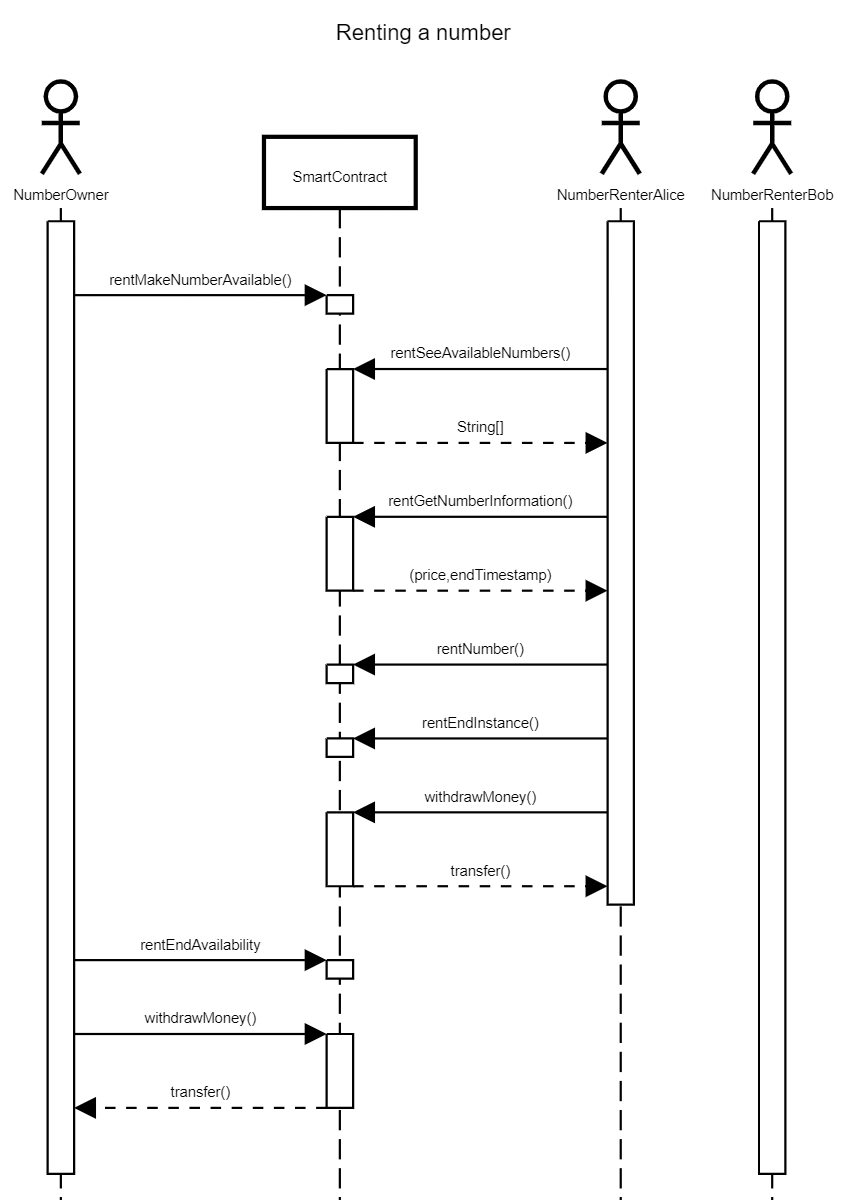 Renting a number
NumberOwner
SmartContract
NumberRenterAlice
NumberRenterBob
rentMakeNumberAvailable()
rentSeeAvailableNumbers()
String[]
rentGetNumberInformation()
(price,endTimestamp)
rentNumber()
rentEndInstance()
withdrawMoney()
transfer()
rentEndAvailability
withdrawMoney()
transfer()